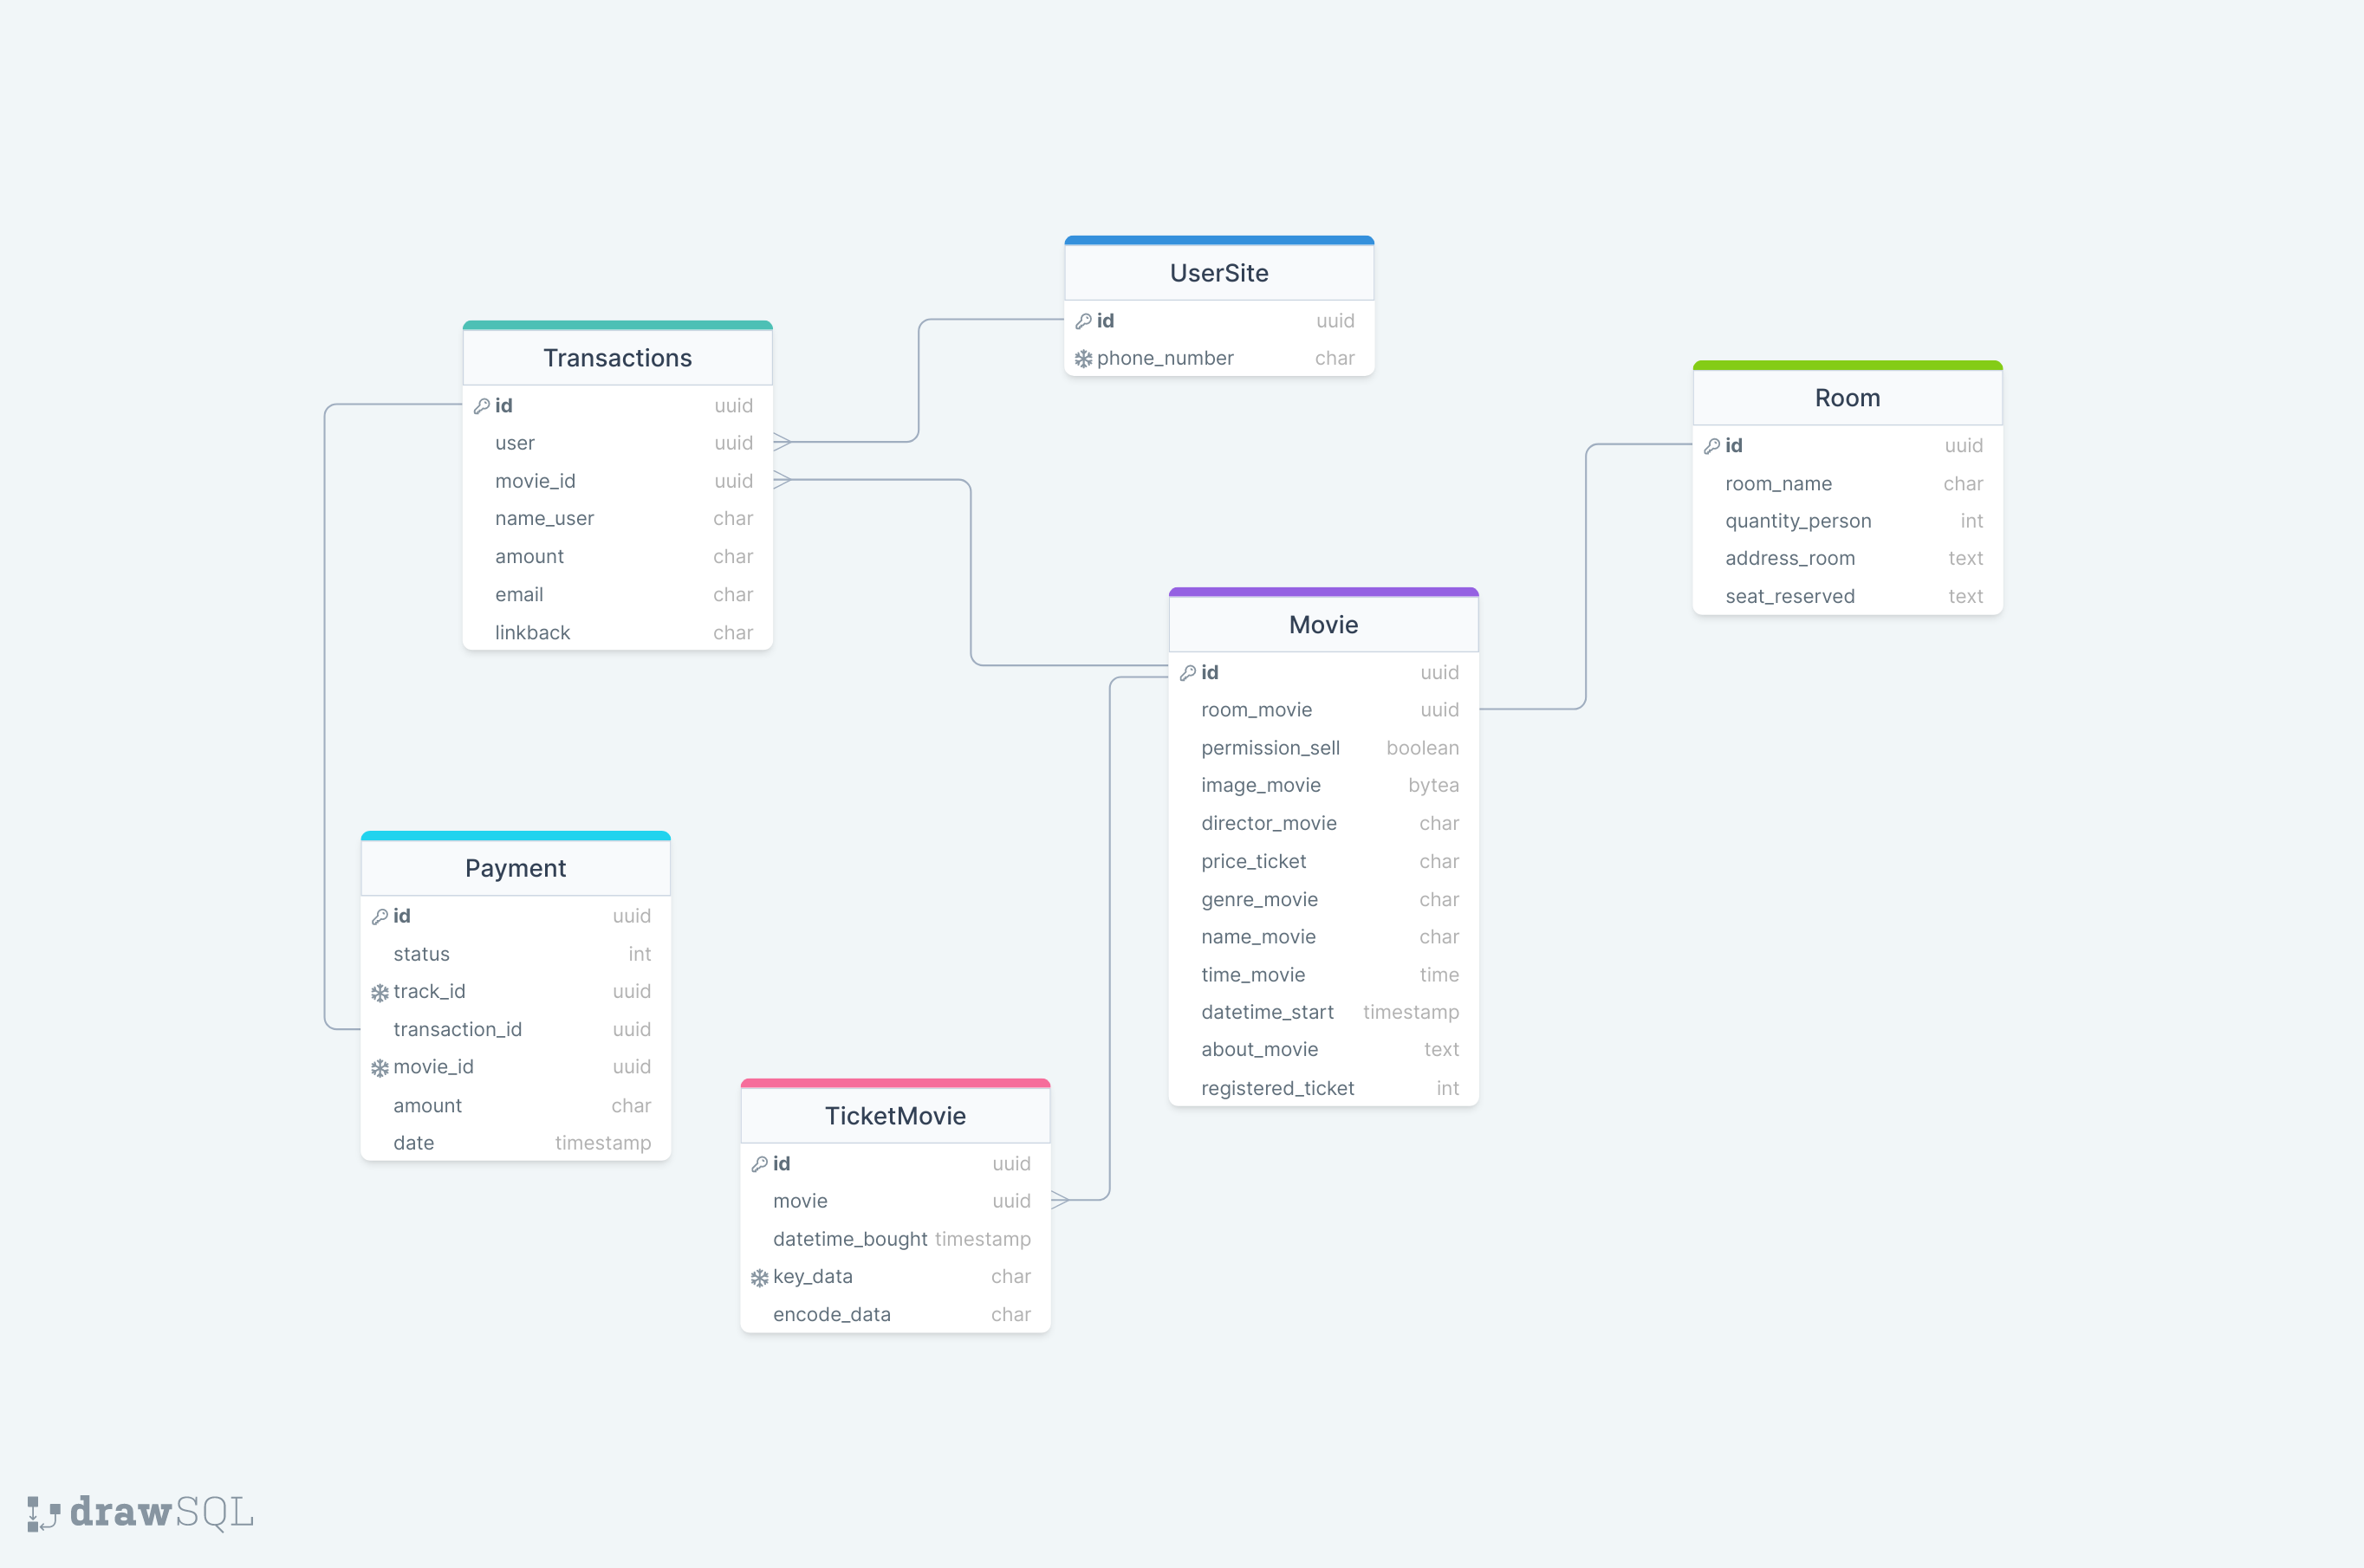 UserSite
id uuid
phone_number char
Transactions
id uuid
user uuid
movie_id uuid
name_user char
amount char
email char
linkback char
Room
id uuid
room_name char
quantity_person int
address_room text
seat_reserved text
Movie
id uuid
room_movie uuid
permission_sell boolean
image_movie bytea
director_movie char
price_ticket char
genre_movie char
name_movie char
time_movie time
datetime_start timestamp
about_movie text
registered_ticket int
Payment
id uuid
status int
track_id uuid
transaction_id uuid
movie_id uuid
amount char
date timestamp
TicketMovie
id uuid
movie uuid
datetime_bought timestamp
key_data char
encode_data char
drawSQL